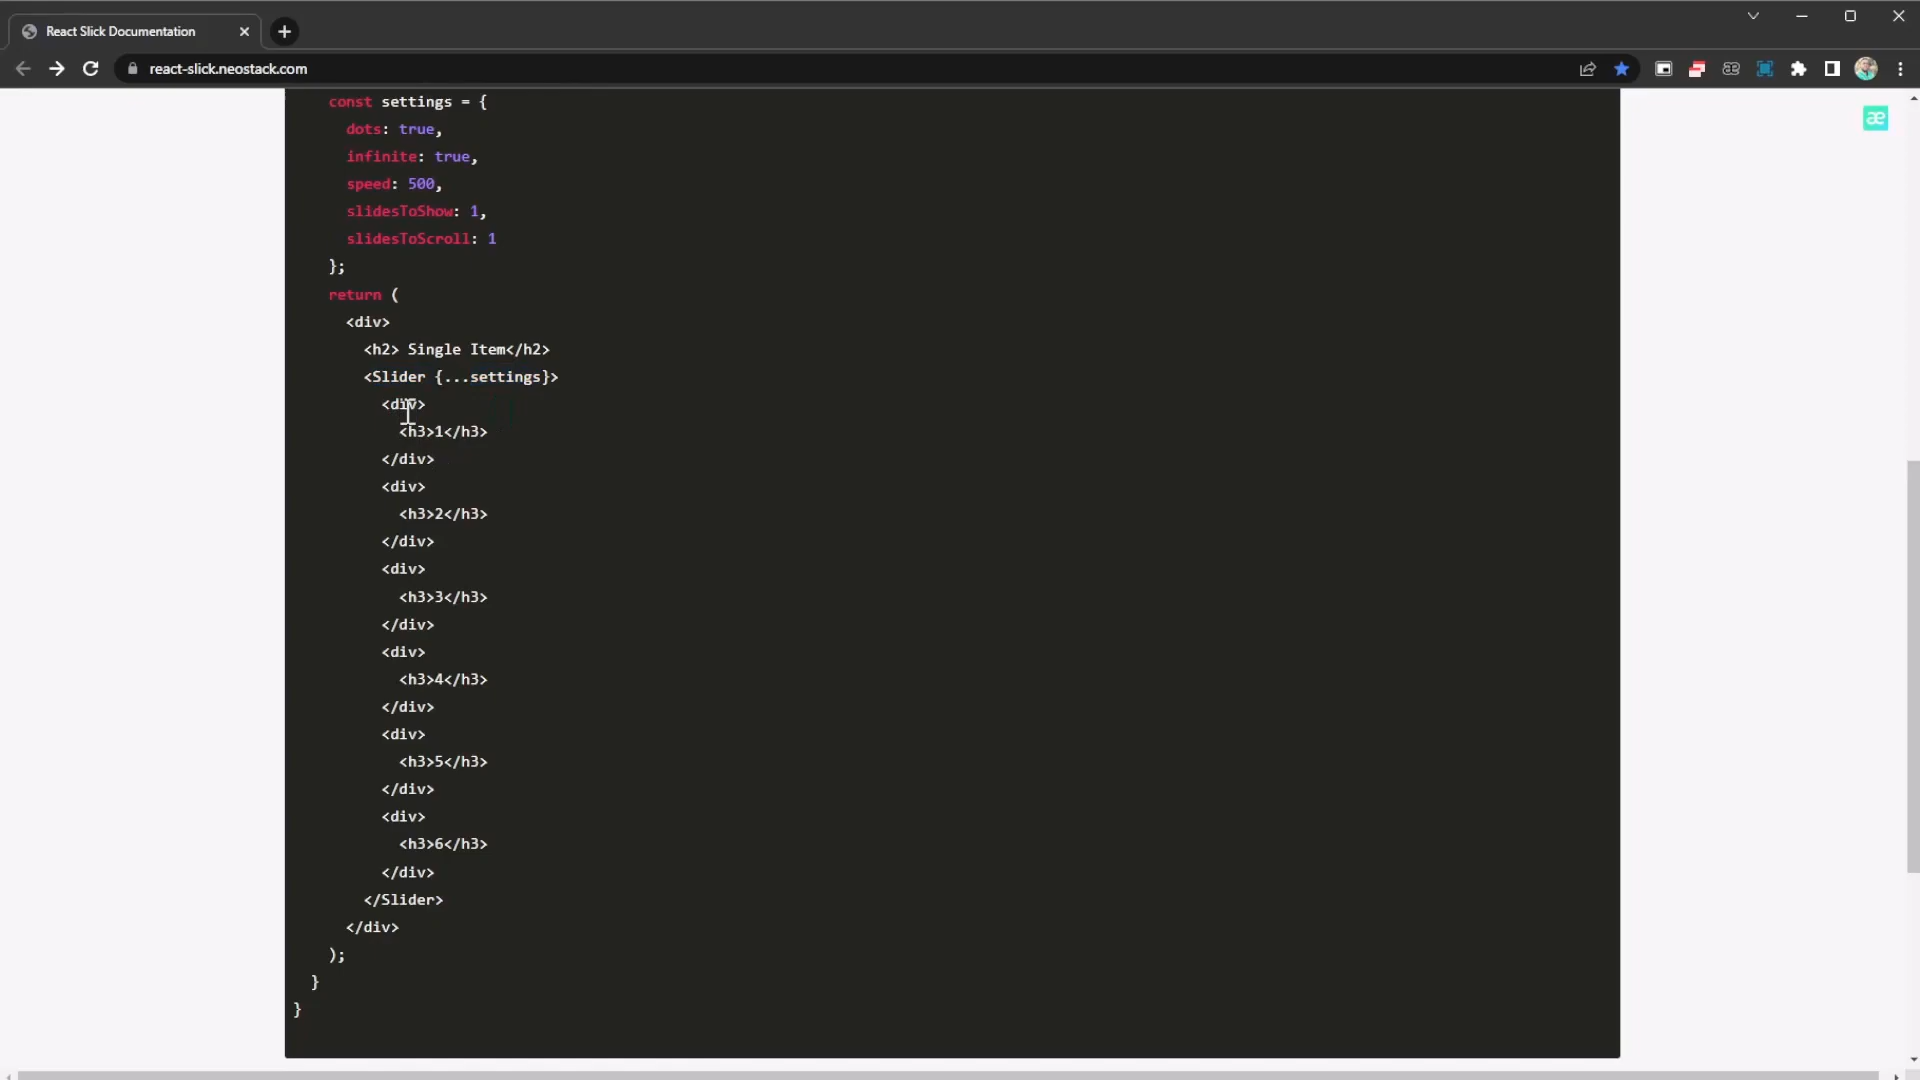 React Slick Documentation
react-slick.neostack.com
const settings = {
dots: true,
infinite: true,
speed: 500,
slidesToShow: 1,
slidesToScroll: 1
};
return (
<div>
<h2> Single Item</h2>
<Slider {...settings}>
<div>
<h3>1</h3>
</div>
<div>
<h3>2</h3>
</div>
<div>
<h3>3</h3>
</div>
<div>
<h3>4</h3>
</div>
<div>
<h3>5</h3>
</div>
<div>
<h3>6</h3>
</div>
</Slider>
</div>
);
}
}
æ